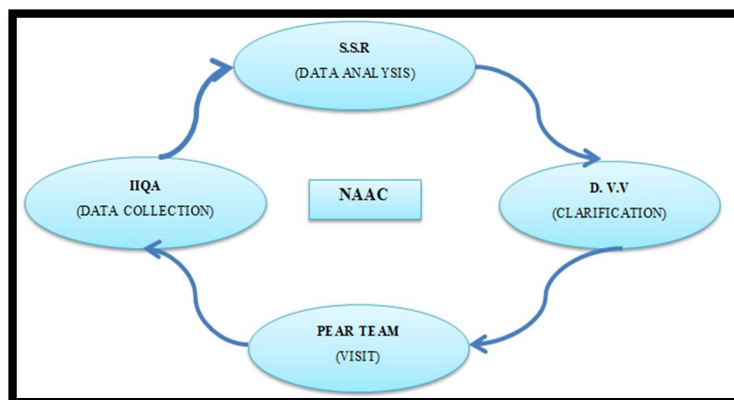 S.S.R
(DATA ANALYSIS)
IIQA
(DATA COLLECTION)
NAAC
D. V.V
(CLARIFICATION)
PEAR TEAM
(VISIT)